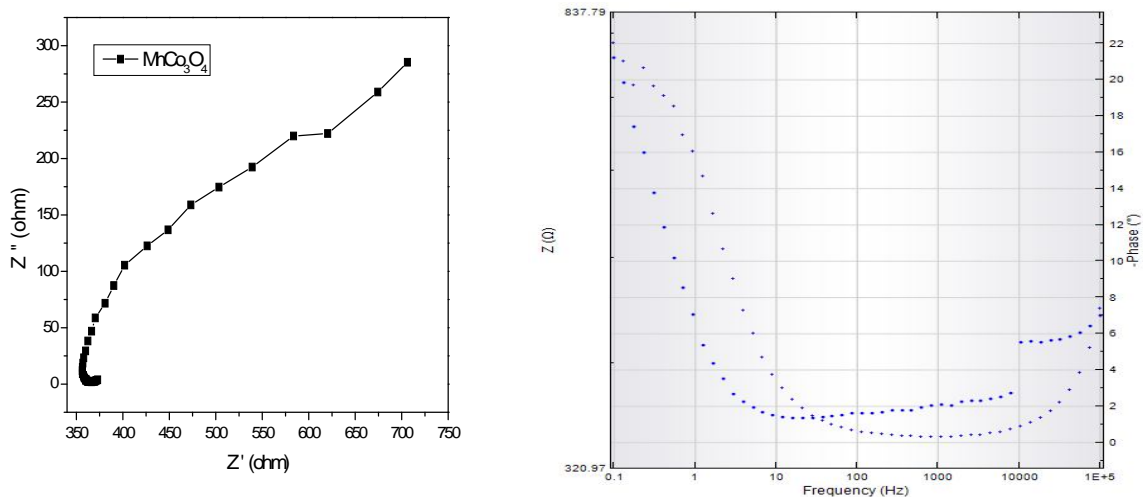 MnCo₃O₄
Z '' (ohm)
300
250
200
150
100
50
0
350 400 450 500 550 600 650 700 750
Z' (ohm)
837.79
Z (Ω)
320.97
22
20
18
16
14
12
10
8
6
4
2
0
-Phase (°)
0.1 1 10 100 1000 10000 1E+5
Frequency (Hz)